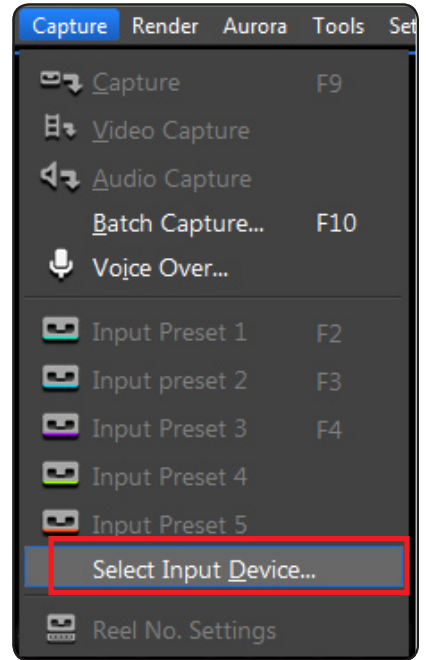 Capture Render Aurora Tools Set
Capture F9
Video Capture
Audio Capture
Batch Capture... F10
Voice Over...
Input Preset 1 F2
Input preset 2 F3
Input Preset 3 F4
Input Preset 4
Input Preset 5
Select Input Device...
Reel No. Settings